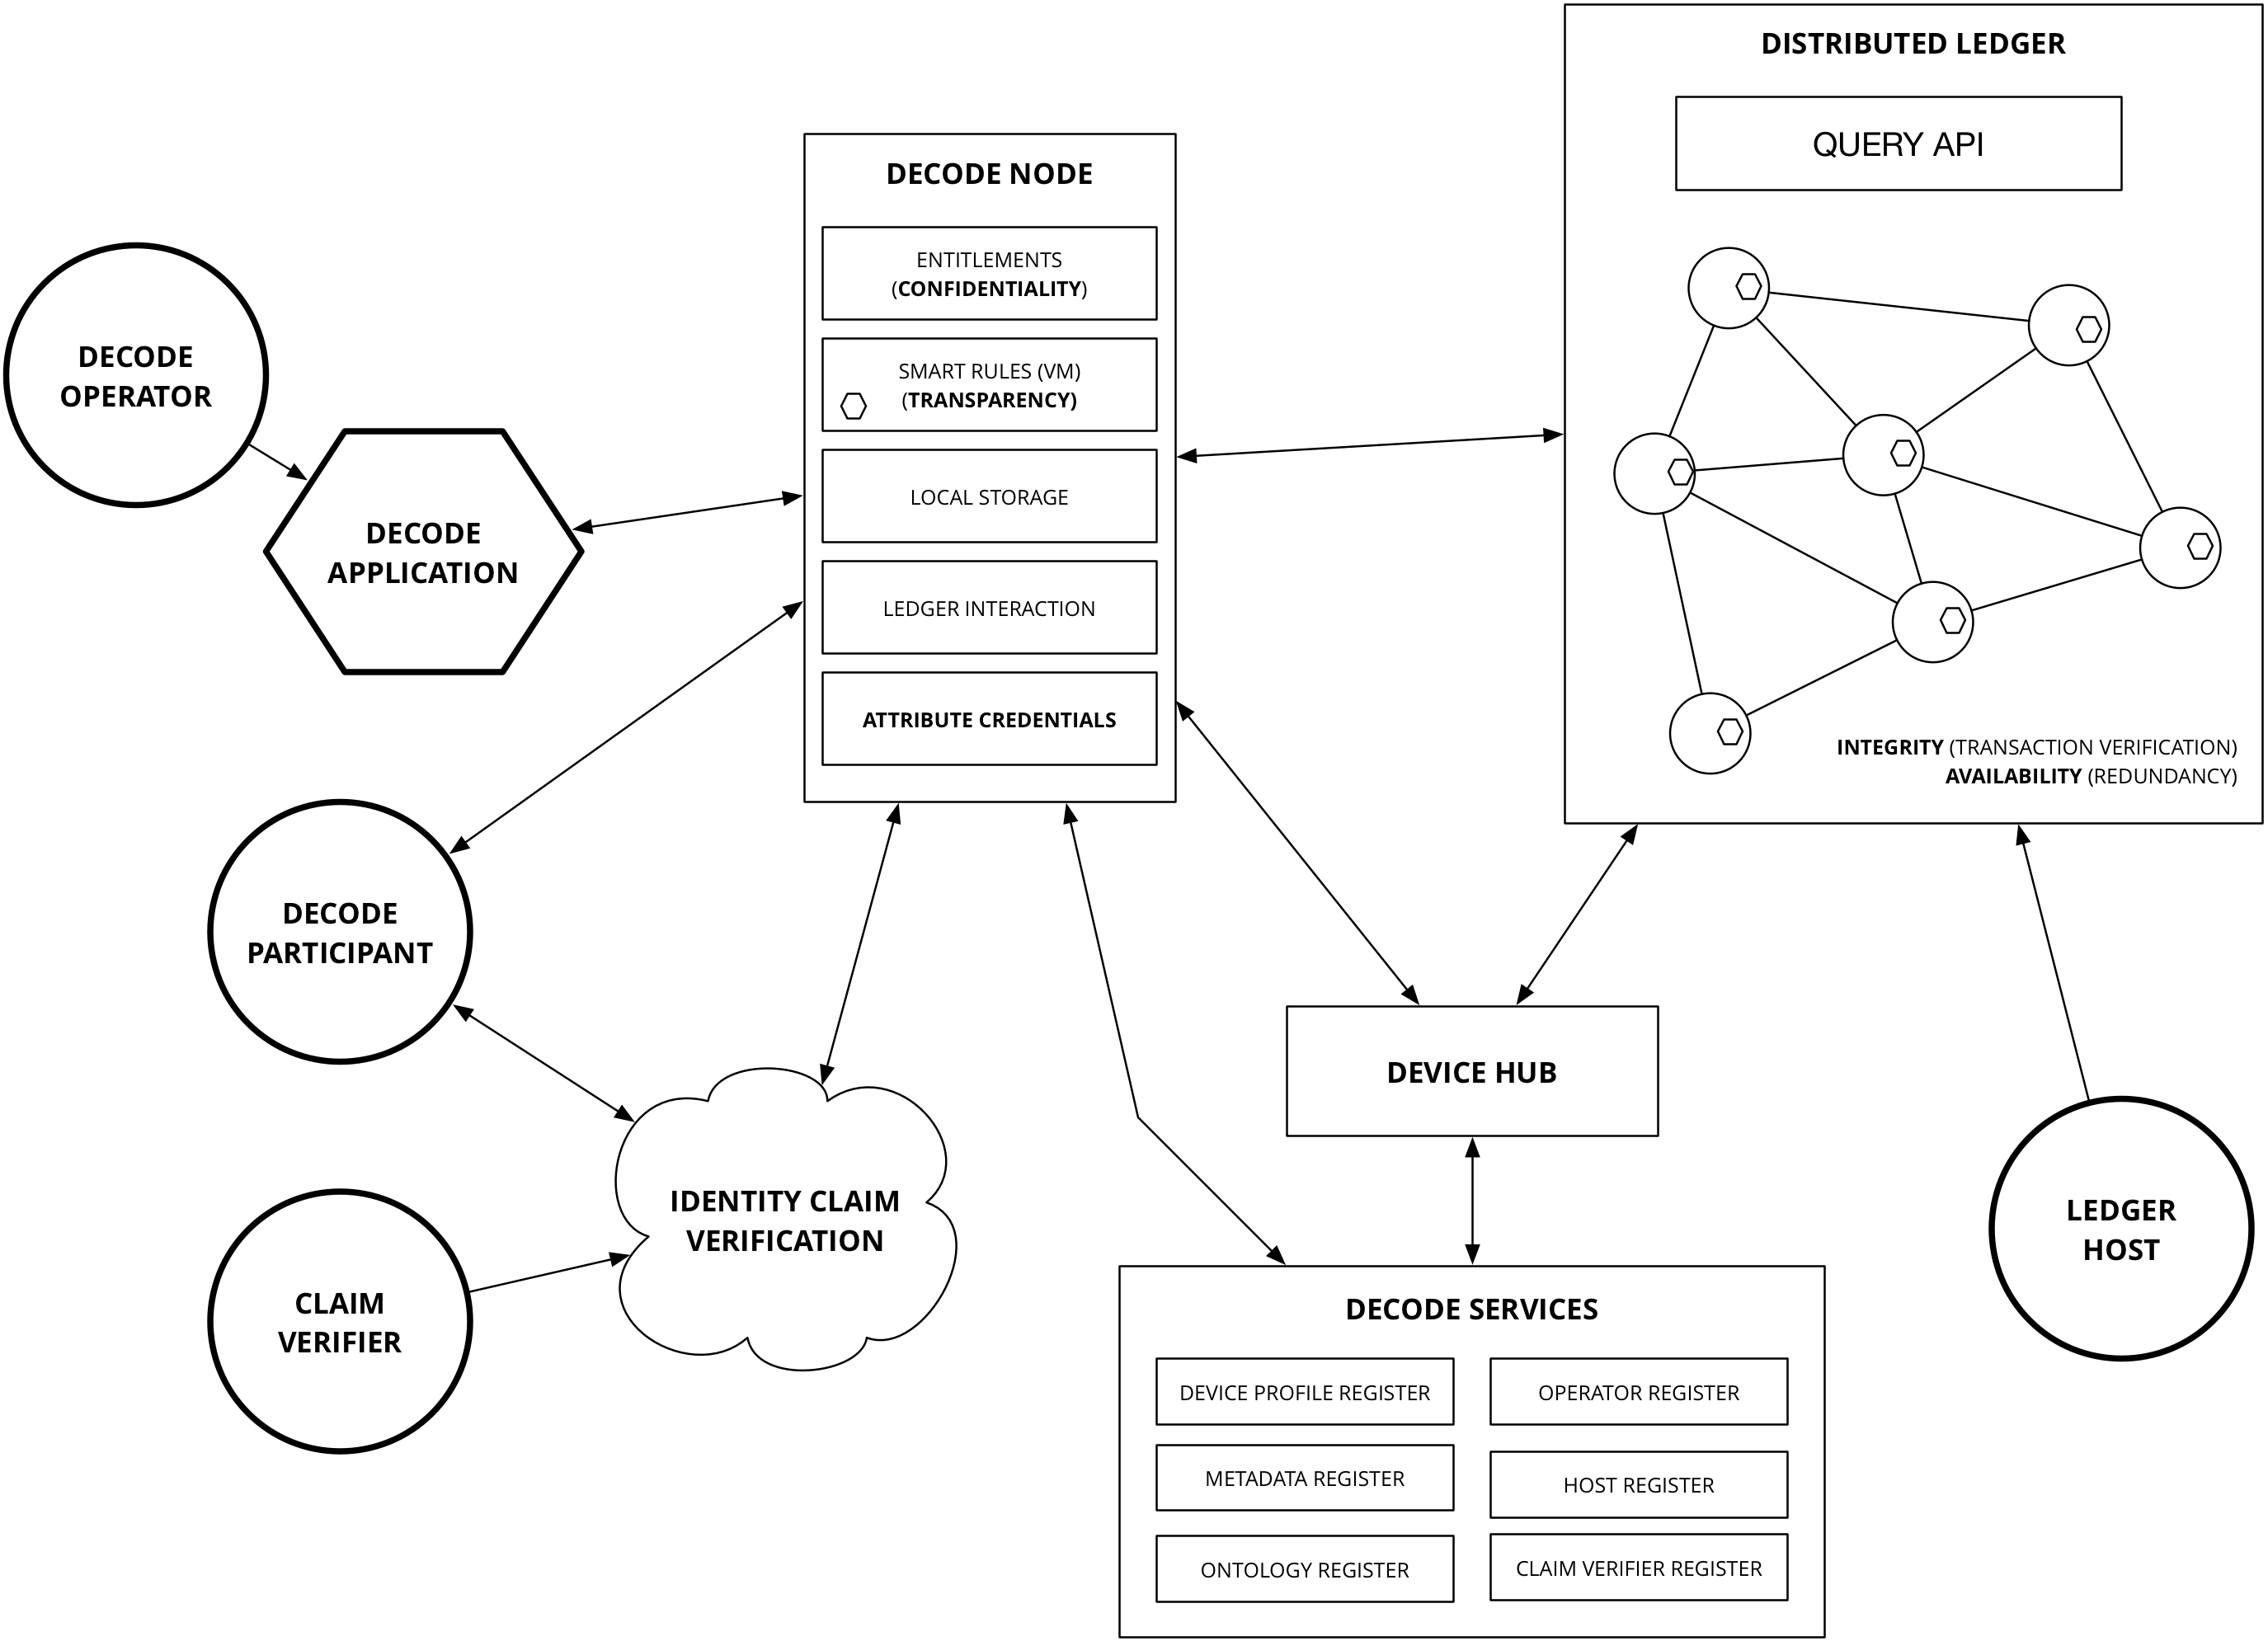 DISTRIBUTED LEDGER
QUERY API
INTEGRITY (TRANSACTION VERIFICATION)
AVAILABILITY (REDUNDANCY)
DECODE NODE
ENTITLEMENTS
(CONFIDENTIALITY)
SMART RULES (VM)
(TRANSPARENCY)
LOCAL STORAGE
LEDGER INTERACTION
ATTRIBUTE CREDENTIALS
DECODE
OPERATOR
DECODE
APPLICATION
DECODE
PARTICIPANT
IDENTITY CLAIM
VERIFICATION
CLAIM
VERIFIER
DEVICE HUB
LEDGER
HOST
DECODE SERVICES
DEVICE PROFILE REGISTER
OPERATOR REGISTER
METADATA REGISTER
HOST REGISTER
ONTOLOGY REGISTER
CLAIM VERIFIER REGISTER